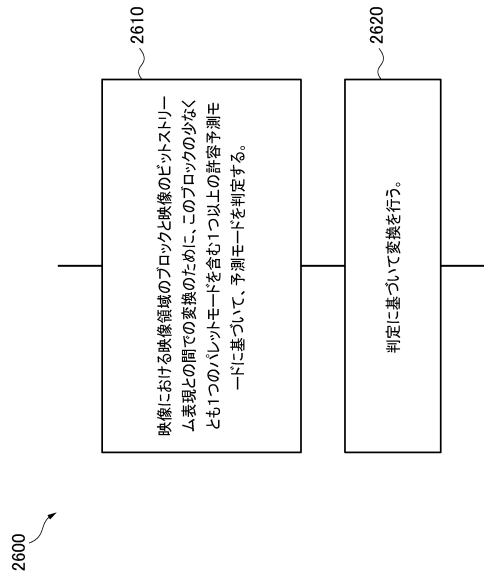 2600
2610
映像における映像領域のブロックと映像のビットストリー
ム表現との間での変換のために、このブロックの少なく
とも1つのパレットモードを含む1つ以上の許容予測モ
ードに基づいて、予測モードを判定する。
2620
判定に基づいて変換を行う。